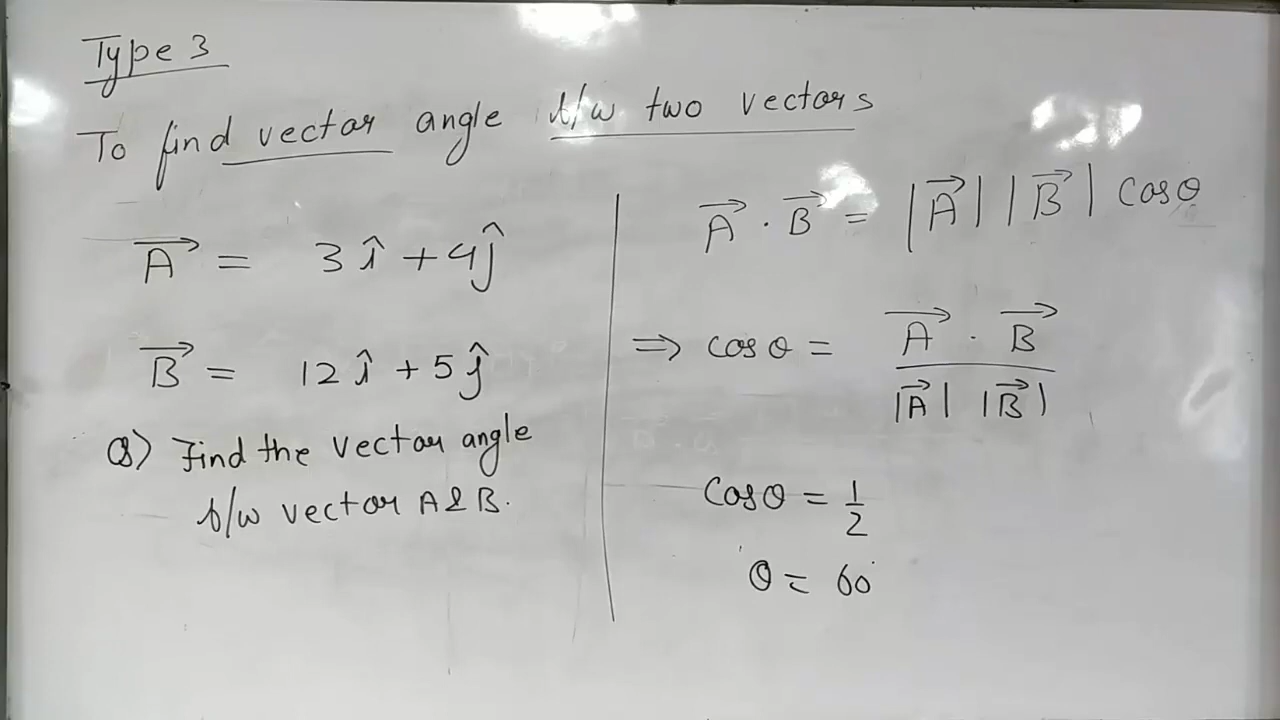 Type 3
To find vector angle b/w two vectors
A⃗ = 3î + 4ĵ
B⃗ = 12î + 5ĵ
Q) Find the vector angle
b/w vector A & B.
A⃗ · B⃗ = |A⃗| |B⃗| cosθ
⇒ cosθ = A⃗ · B⃗ / |A⃗| |B⃗|
Cosθ = 1/2
θ = 60°